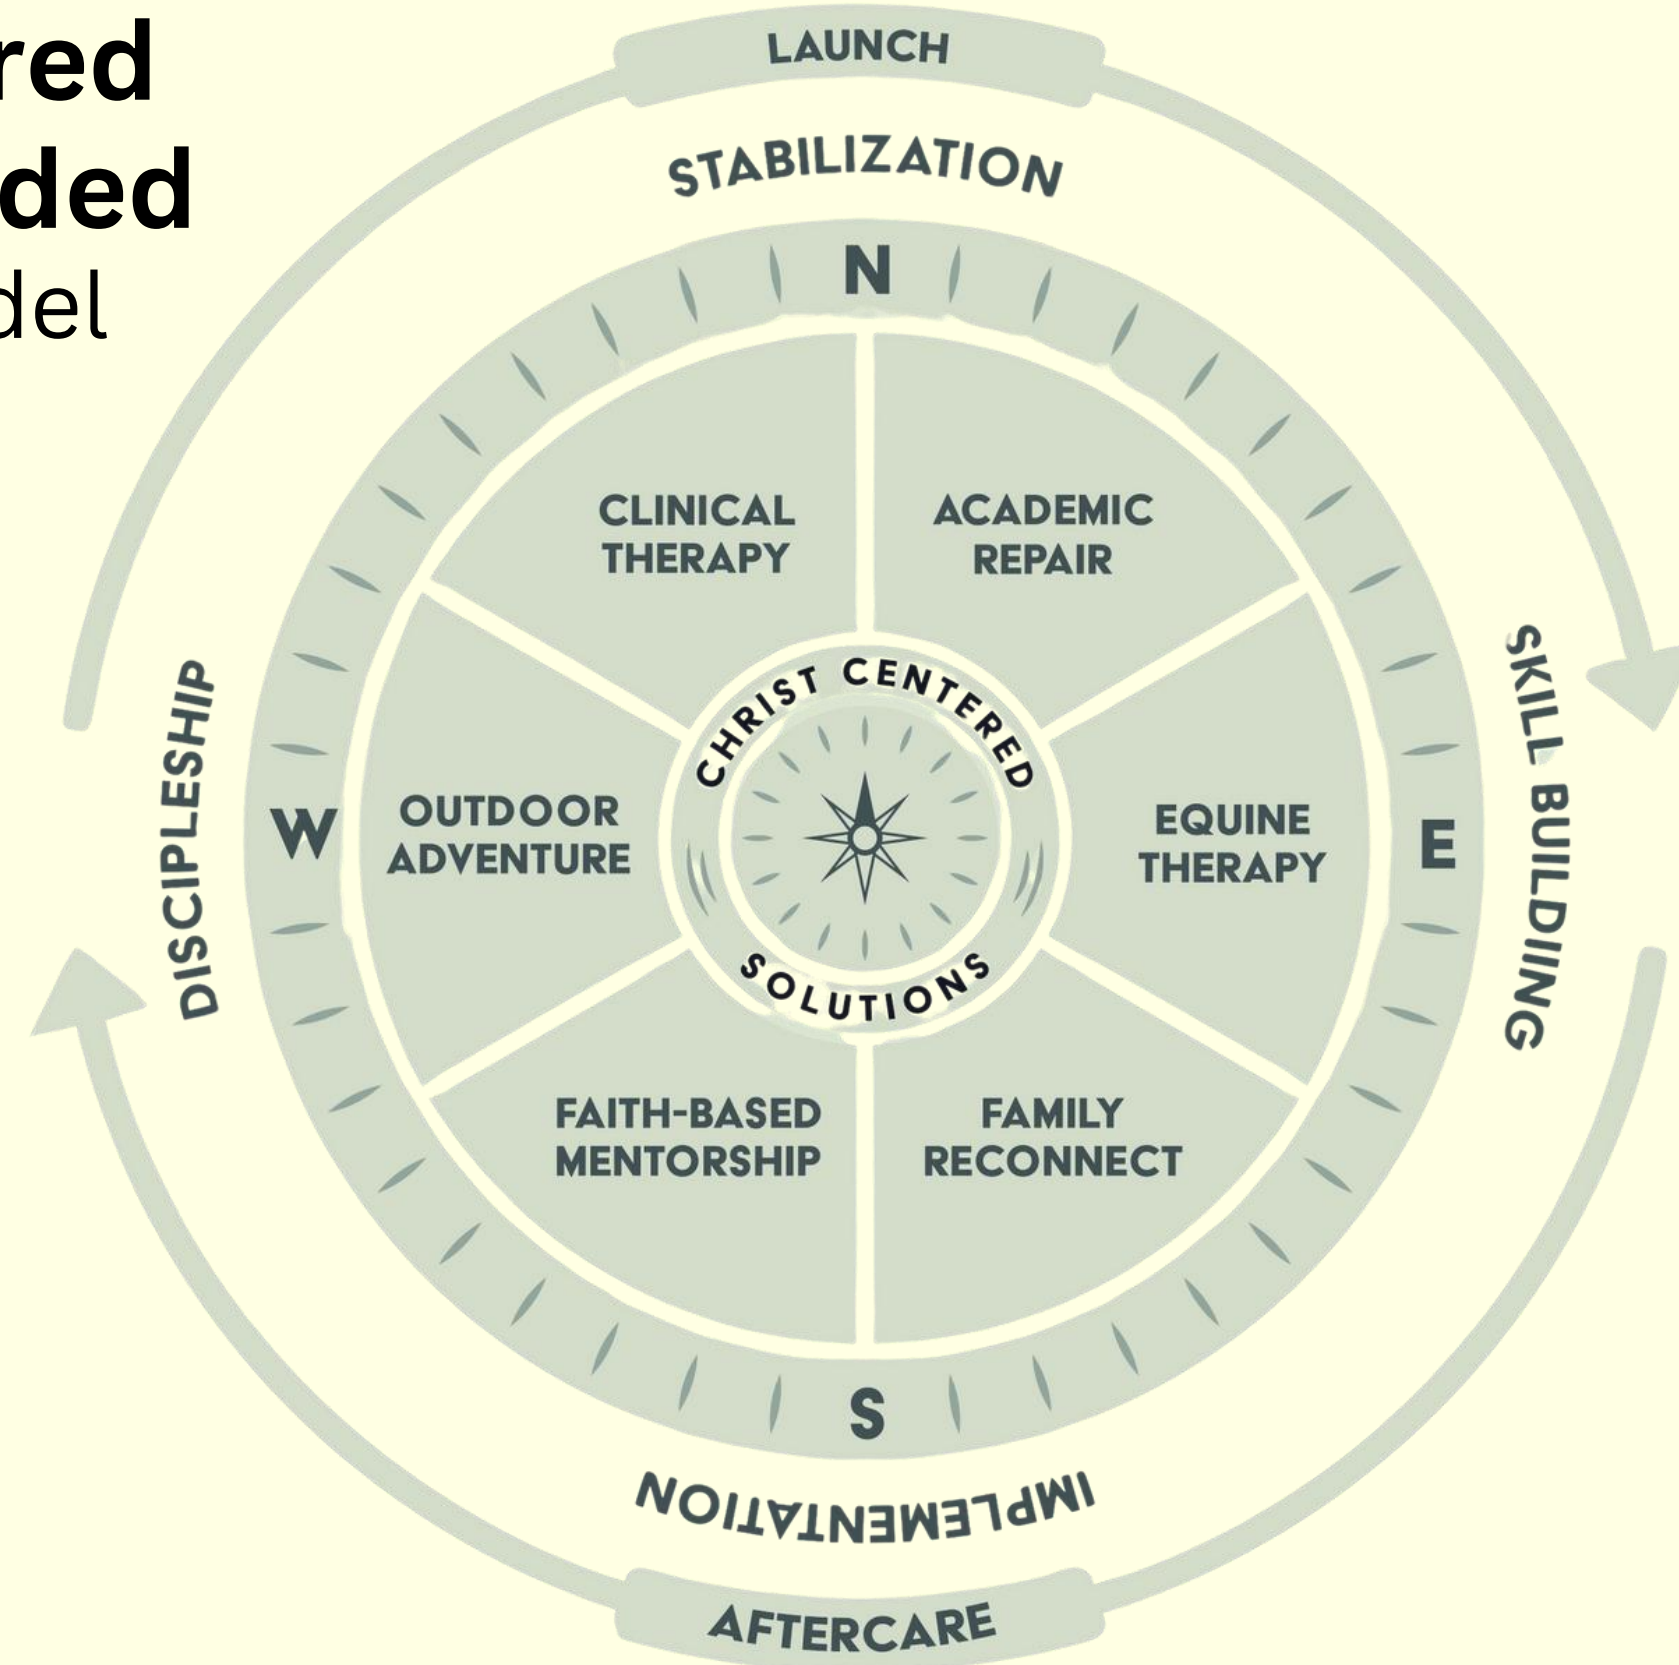 red
ded
del
LAUNCH
STABILIZATION
N
CLINICAL
THERAPY
ACADEMIC
REPAIR
SKILL BUILDIING
CHRIST CENTERED
DISCIPLESHIP
W
OUTDOOR
ADVENTURE
EQUINE
THERAPY
E
SOLUTIONS
FAITH-BASED
MENTORSHIP
FAMILY
RECONNECT
S
IMPLEMENTATION
AFTERCARE